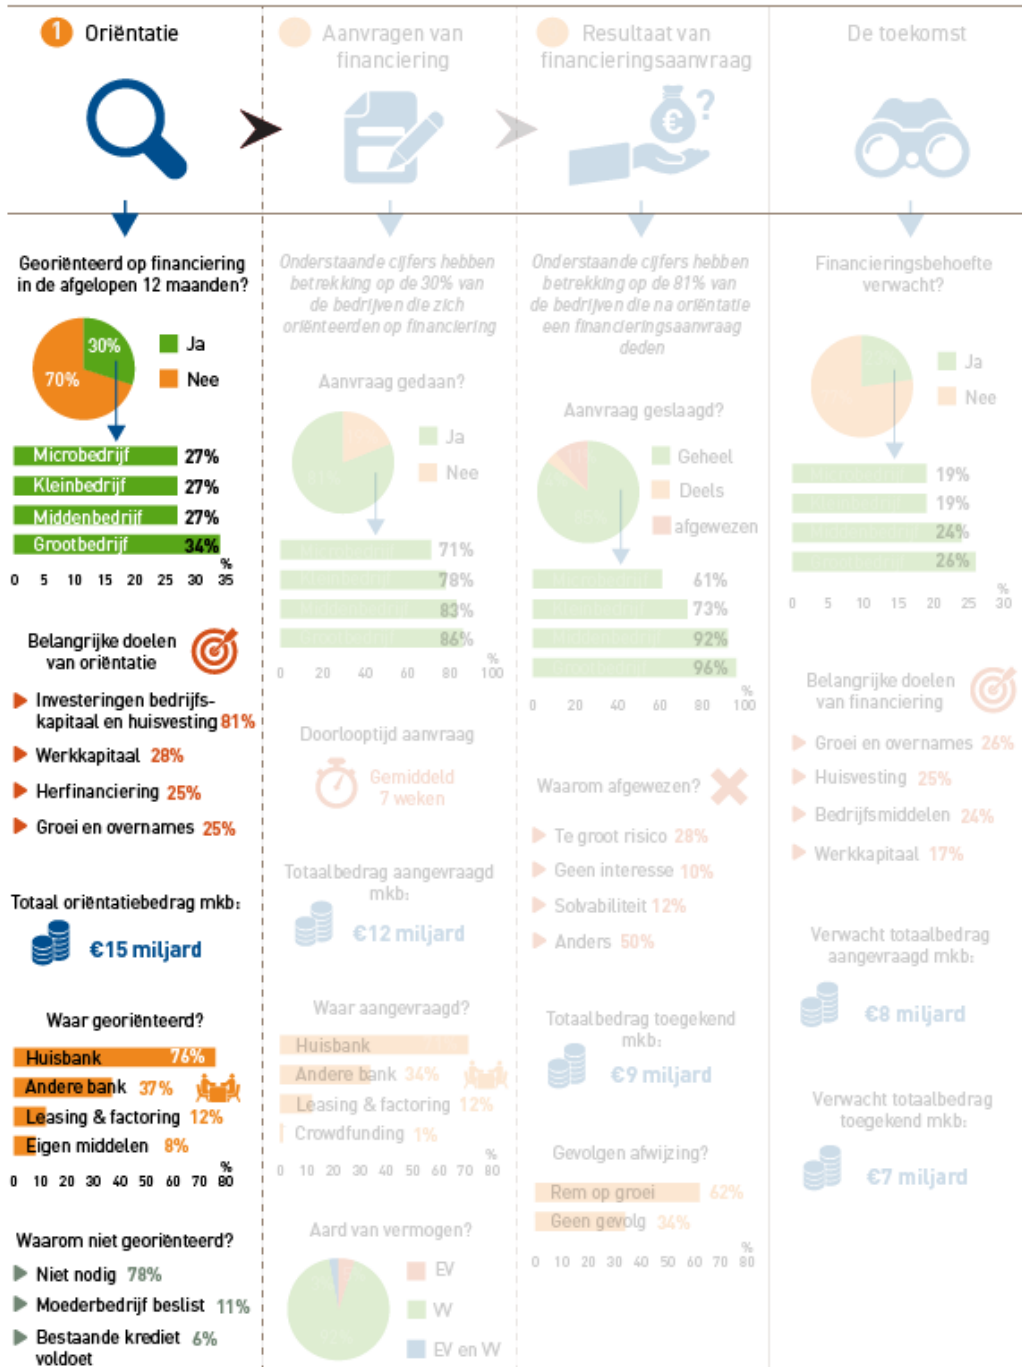 1 Oriëntatie
Georiënteerd op financiering
in de afgelopen 12 maanden?
30%
70%
Ja
Nee
Microbedrijf 27%
Kleinbedrijf 27%
Middenbedrijf 27%
Grootbedrijf 34%
%
0 5 10 15 20 25 30 35
Belangrijke doelen
van oriëntatie
Investeringen bedrijfs-
kapitaal en huisvesting 81%
Werkkapitaal 28%
Herfinanciering 25%
Groei en overnames 25%
Totaal oriëntatiebedrag mkb:
€15 miljard
Waar georiënteerd?
Huisbank 76%
Andere bank 37%
Leasing & factoring 12%
Eigen middelen 8%
%
0 10 20 30 40 50 60 70 80
Waarom niet georiënteerd?
Niet nodig 78%
Moederbedrijf beslist 11%
Bestaande krediet 6%
voldoet
Aanvragen van
financiering
Onderstaande cijfers hebben
betrekking op de 30% van
de bedrijven die zich
oriënteerden op financiering
Aanvraag gedaan?
Ja
Nee
Microbedrijf 71%
Kleinbedrijf 78%
Middenbedrijf 83%
Grootbedrijf 86%
%
0 20 40 60 80 100
Doorlooptijd aanvraag
Gemiddeld
7 weken
Totaalbedrag aangevraagd
mkb:
€12 miljard
Waar aangevraagd?
Huisbank
Andere bank 34%
Leasing & factoring 12%
Crowdfunding 1%
%
0 10 20 30 40 50 60 70 80
Aard van vermogen?
EV
VV
EV en VV
Resultaat van
financieringsaanvraag
€
?
Onderstaande cijfers hebben
betrekking op de 81% van
de bedrijven die na oriëntatie
een financieringsaanvraag
deden
Aanvraag geslaagd?
Geheel
Deels
afgewezen
Microbedrijf 61%
Kleinbedrijf 73%
Middenbedrijf 92%
Grootbedrijf 96%
%
0 20 40 60 80 100
Waarom afgewezen?
Te groot risico 28%
Geen interesse 10%
Solvabiliteit 12%
Anders 50%
Totaalbedrag toegekend
mkb:
€9 miljard
Gevolgen afwijzing?
Rem op groei 62%
Geen gevolg 34%
%
0 10 20 30 40 50 60 70 80
De toekomst
Financieringsbehoefte
verwacht?
Ja
Nee
Microbedrijf 19%
Kleinbedrijf 19%
Middenbedrijf 24%
Grootbedrijf 26%
%
0 5 10 15 20 25 30
Belangrijke doelen
van financiering
Groei en overnames 26%
Huisvesting 25%
Bedrijfsmiddelen 24%
Werkkapitaal 17%
Verwacht totaalbedrag
aangevraagd mkb:
€8 miljard
Verwacht totaalbedrag
toegekend mkb:
€7 miljard